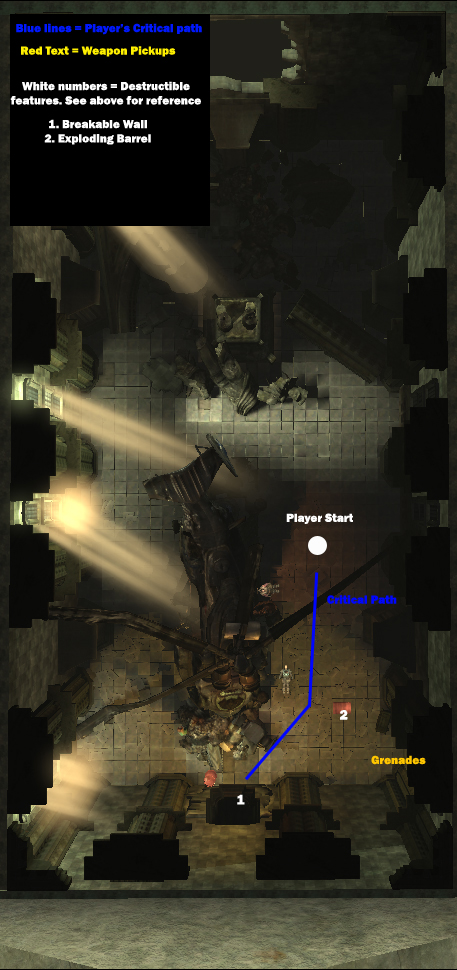 Blue lines = Player's Critical path
Red Text = Weapon Pickups
White numbers = Destructible
features. See above for reference
1. Breakable Wall
2. Exploding Barrel
Player Start
Critical Path
2
Grenades
1